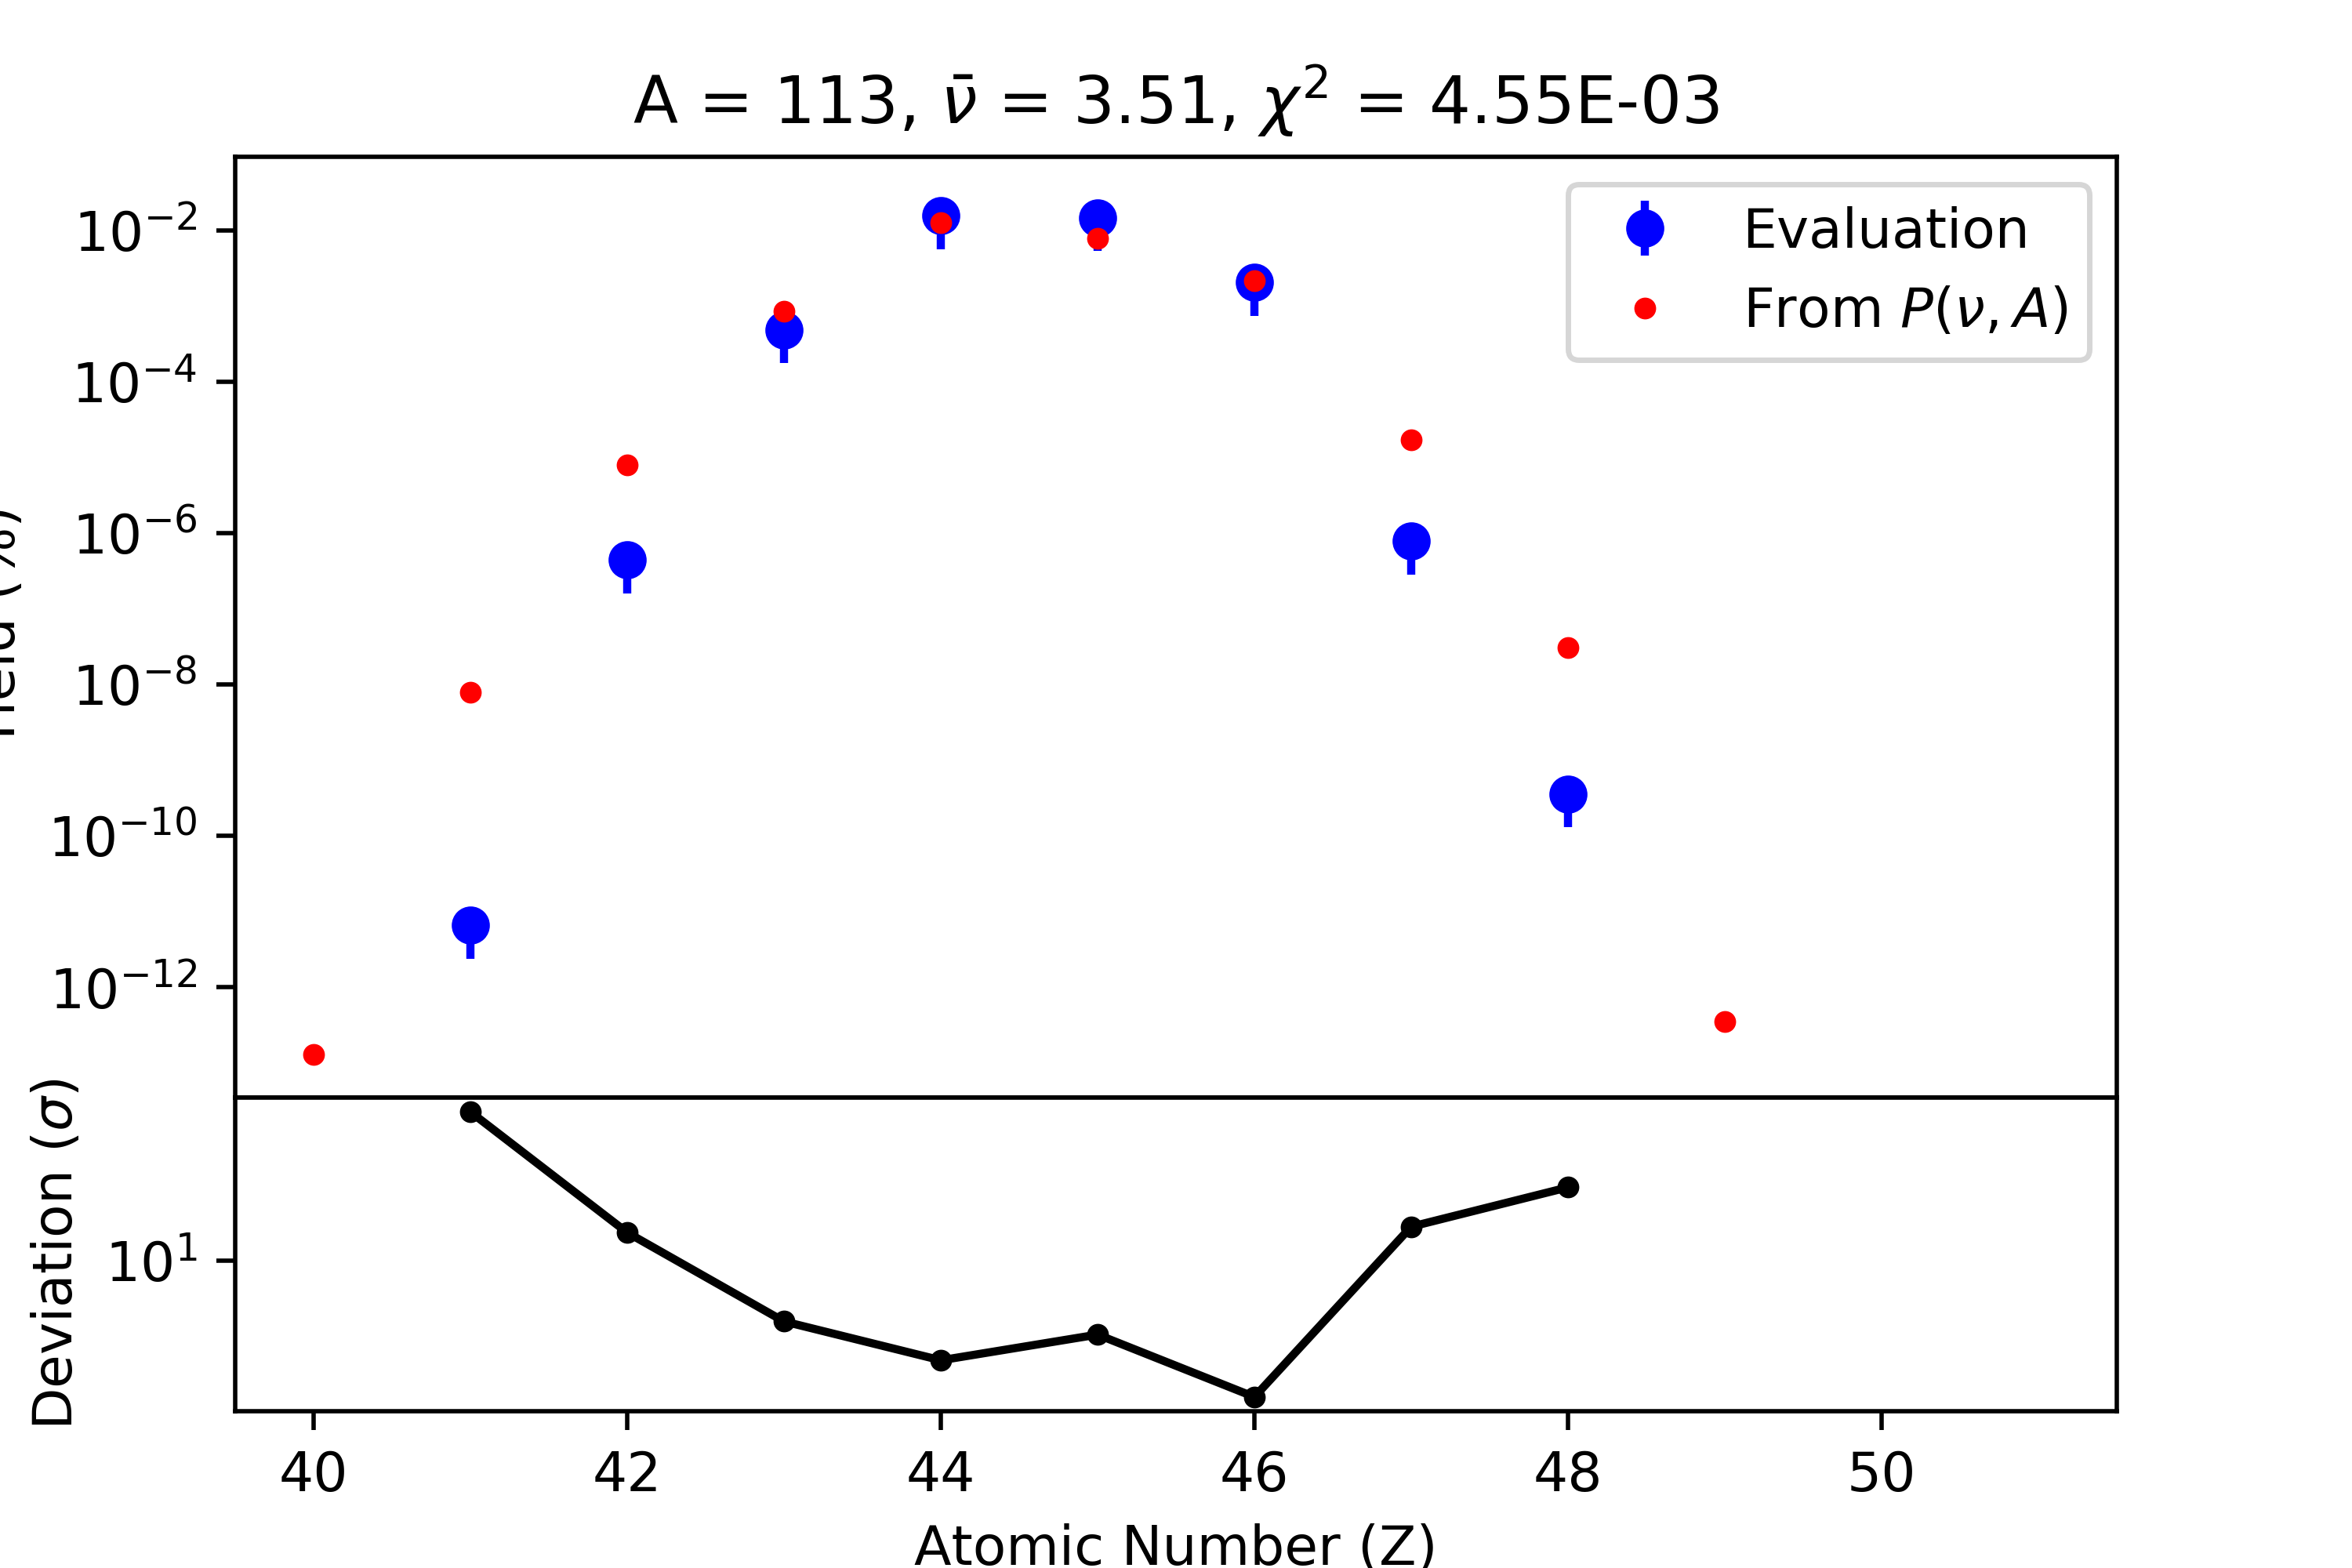 A = 113, ν̄ = 3.51, χ² = 4.55E-03
Evaluation
From P(ν, A)
10⁻²
10⁻⁴
10⁻⁶
10⁻⁸
10⁻¹⁰
10⁻¹²
(%)
Deviation (σ)
10¹
40 42 44 46 48 50
Atomic Number (Z)